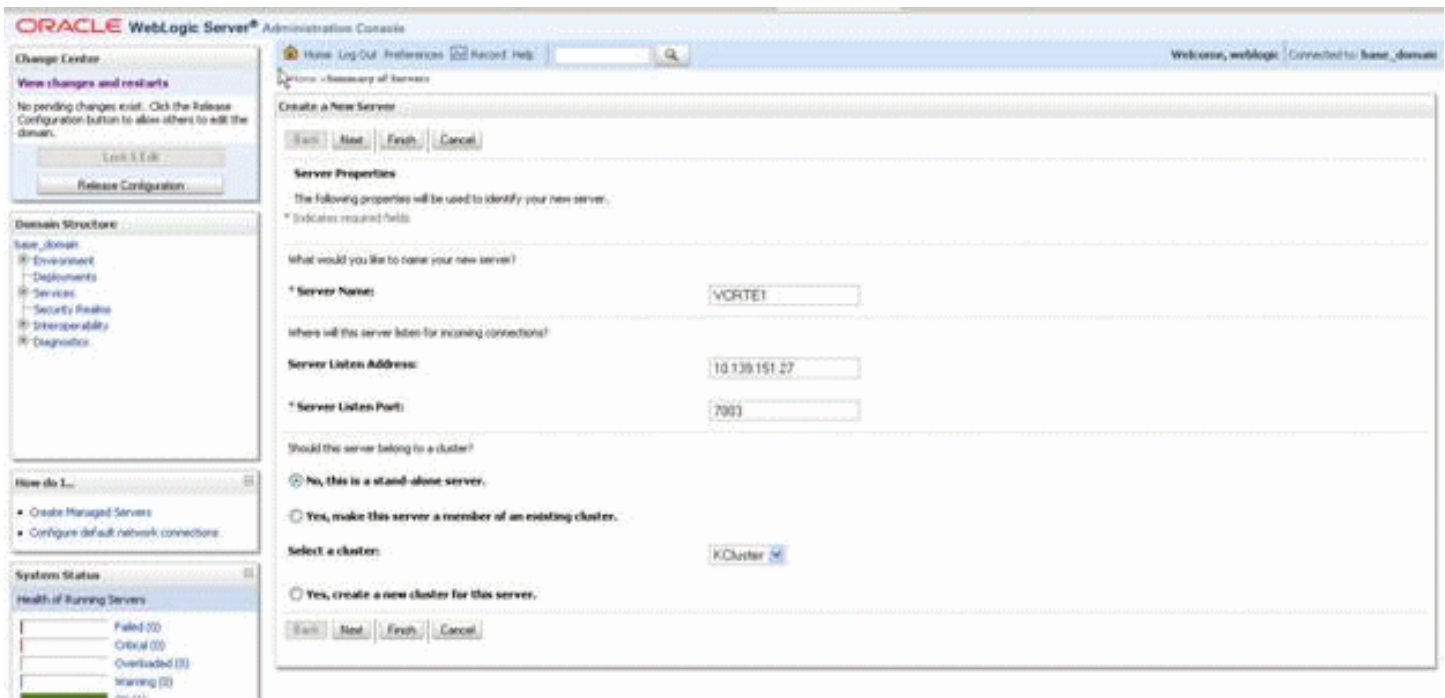 ORACLE WebLogic Server® Administration Console
Change Center
View changes and restarts
No pending changes exist. Click the Release
Configuration button to allow others to edit the
domain.
Lock & Edit
Release Configuration
Domain Structure
base_domain
Environment
Deployments
Services
Security Realms
Interoperability
Diagnostics
How do I...
Create Managed Servers
Configure default network connections
System Status
Health of Running Servers
Failed (0)
Critical (0)
Overloaded (0)
Warning (0)
Home Log Out Preferences Record Help
Welcome, weblogic Connected to: base_domain
Home >Summary of Servers
Create a New Server
Back Next Finish Cancel
Server Properties
The following properties will be used to identify your new server.
* Indicates required fields
What would you like to name your new server?
* Server Name:
VCRTE1
Where will this server listen for incoming connections?
Server Listen Address:
10.139.151.27
* Server Listen Port:
7003
Should this server belong to a cluster?
No, this is a stand-alone server.
Yes, make this server a member of an existing cluster.
Select a cluster:
KCluster
Yes, create a new cluster for this server.
Back Next Finish Cancel